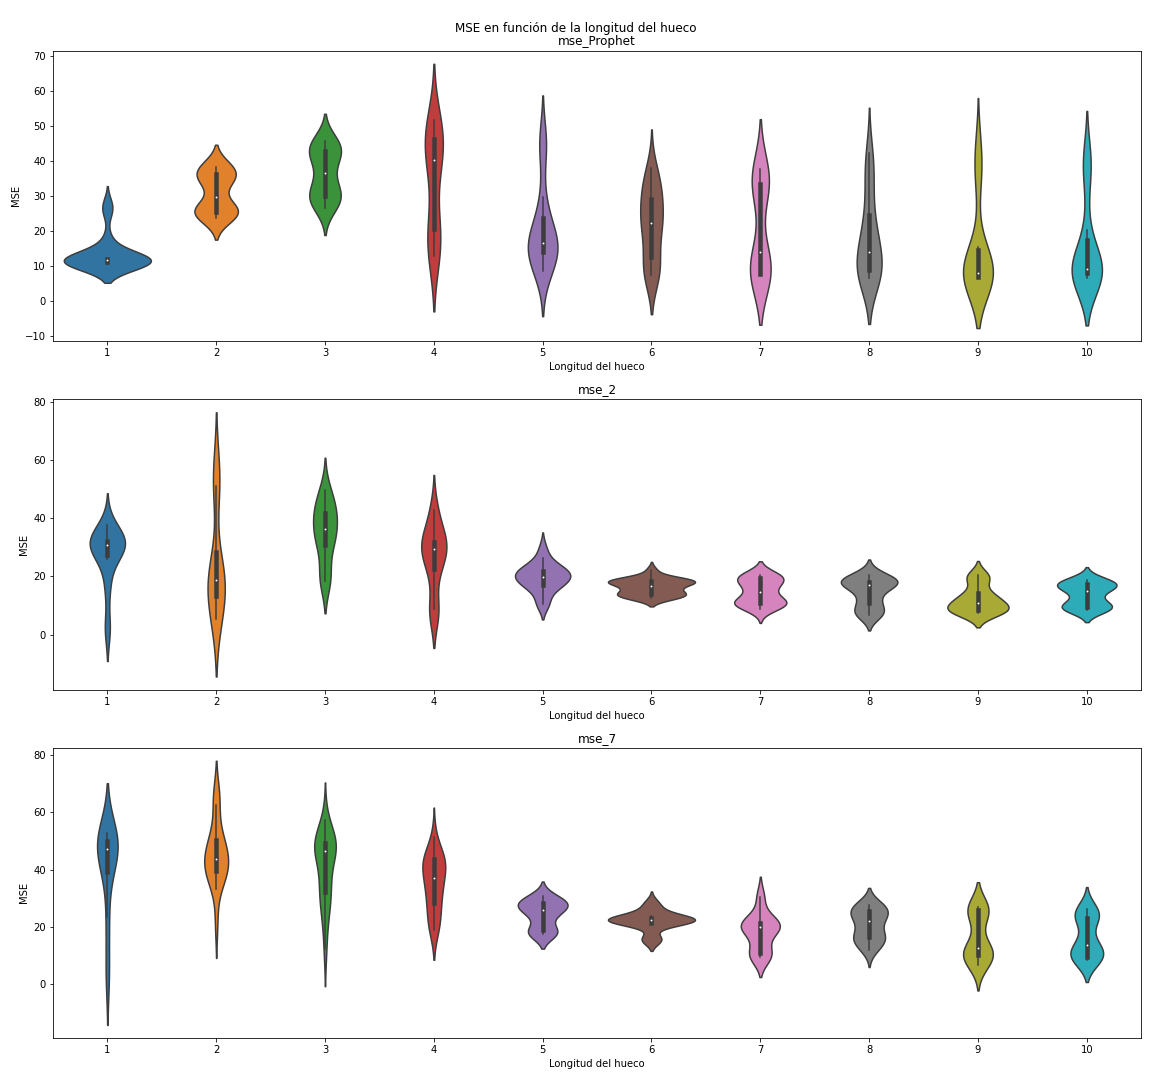 MSE en función de la longitud del hueco
mse_Prophet
70
60
50
40
30
20
10
0
−10
MSE
1 2 3 4 5 6 7 8 9 10
Longitud del hueco
mse_2
80
60
40
20
0
MSE
1 2 3 4 5 6 7 8 9 10
Longitud del hueco
mse_7
80
60
40
20
0
MSE
1 2 3 4 5 6 7 8 9 10
Longitud del hueco